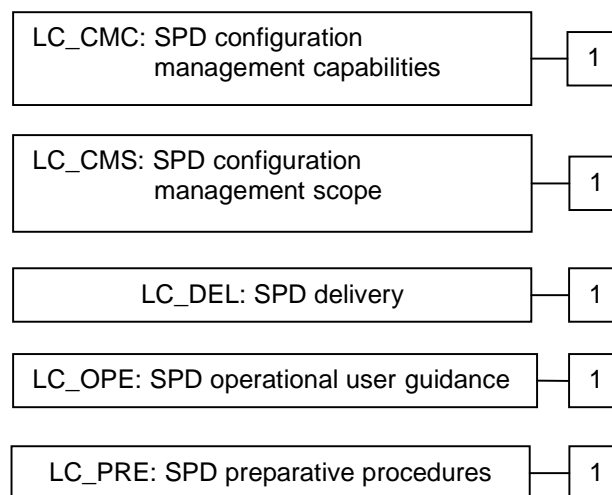 LC_CMC: SPD configuration
management capabilities
1
LC_CMS: SPD configuration
management scope
1
LC_DEL: SPD delivery
1
LC_OPE: SPD operational user guidance
1
LC_PRE: SPD preparative procedures
1